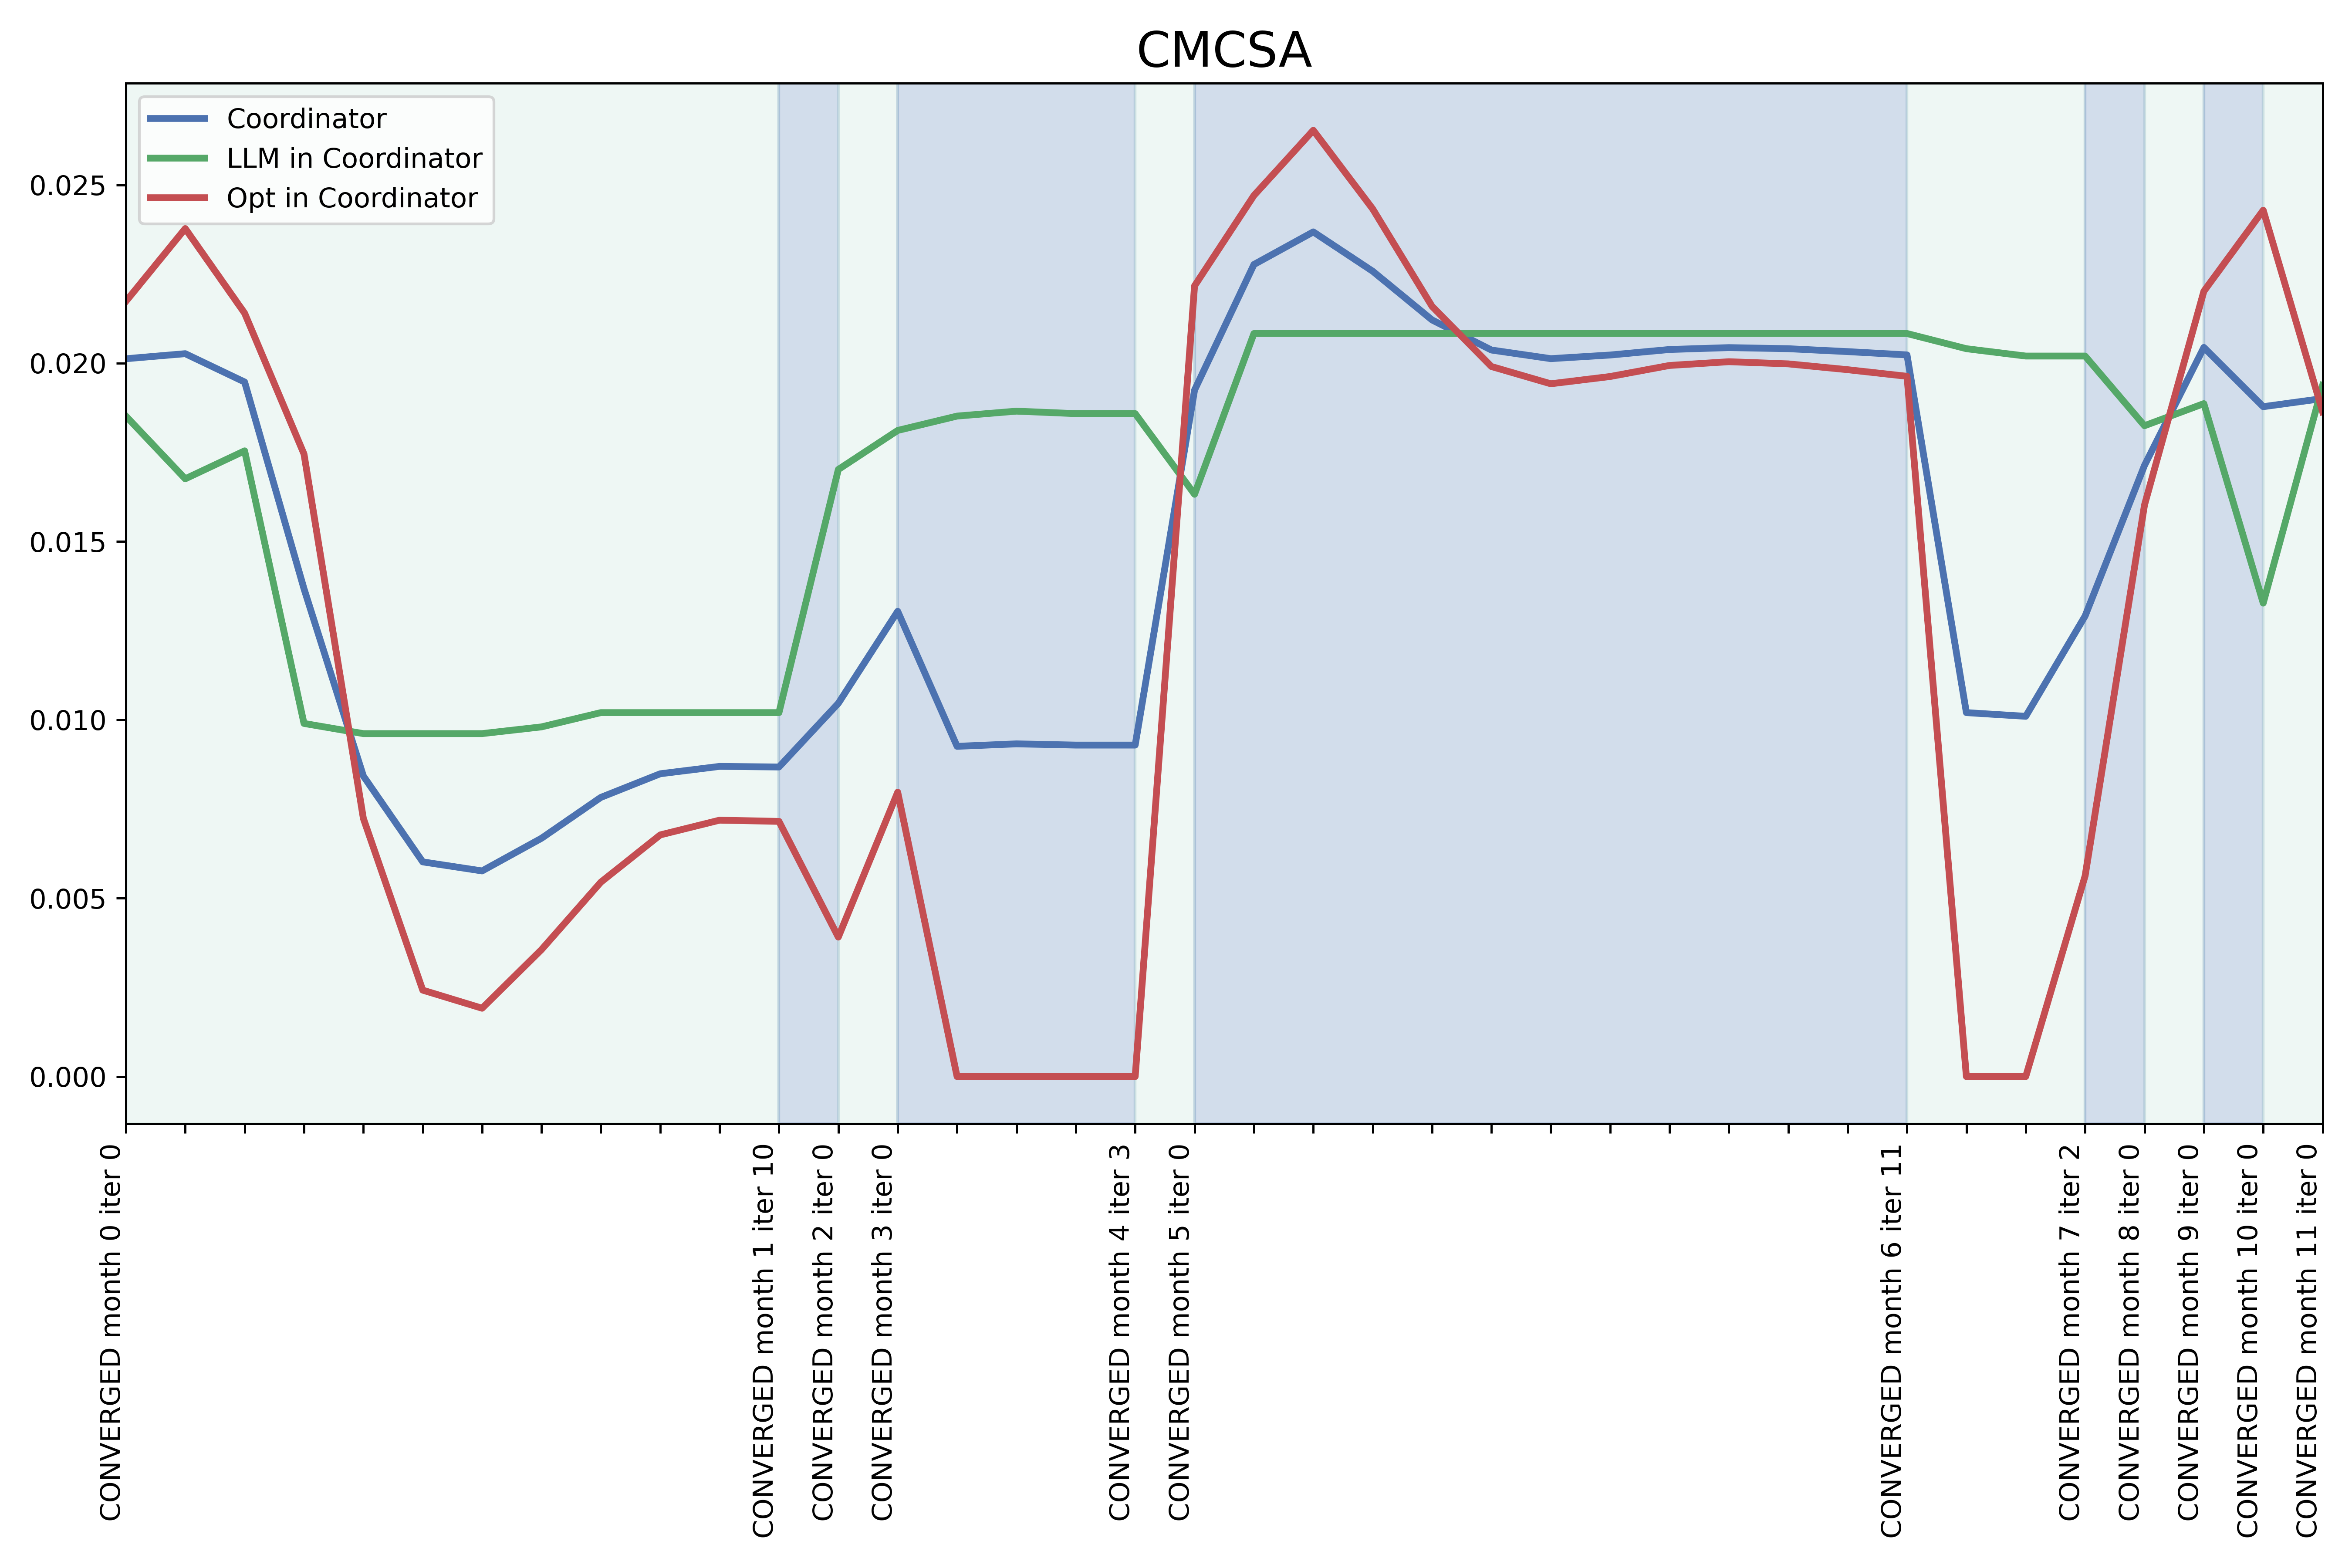 CMCSA
Coordinator
LLM in Coordinator
Opt in Coordinator
0.025
0.020
0.015
0.010
0.005
0.000
CONVERGED month 0 iter 0
CONVERGED month 1 iter 10
CONVERGED month 2 iter 0
CONVERGED month 3 iter 0
CONVERGED month 4 iter 3
CONVERGED month 5 iter 0
CONVERGED month 6 iter 11
CONVERGED month 7 iter 2
CONVERGED month 8 iter 0
CONVERGED month 9 iter 0
CONVERGED month 10 iter 0
CONVERGED month 11 iter 0